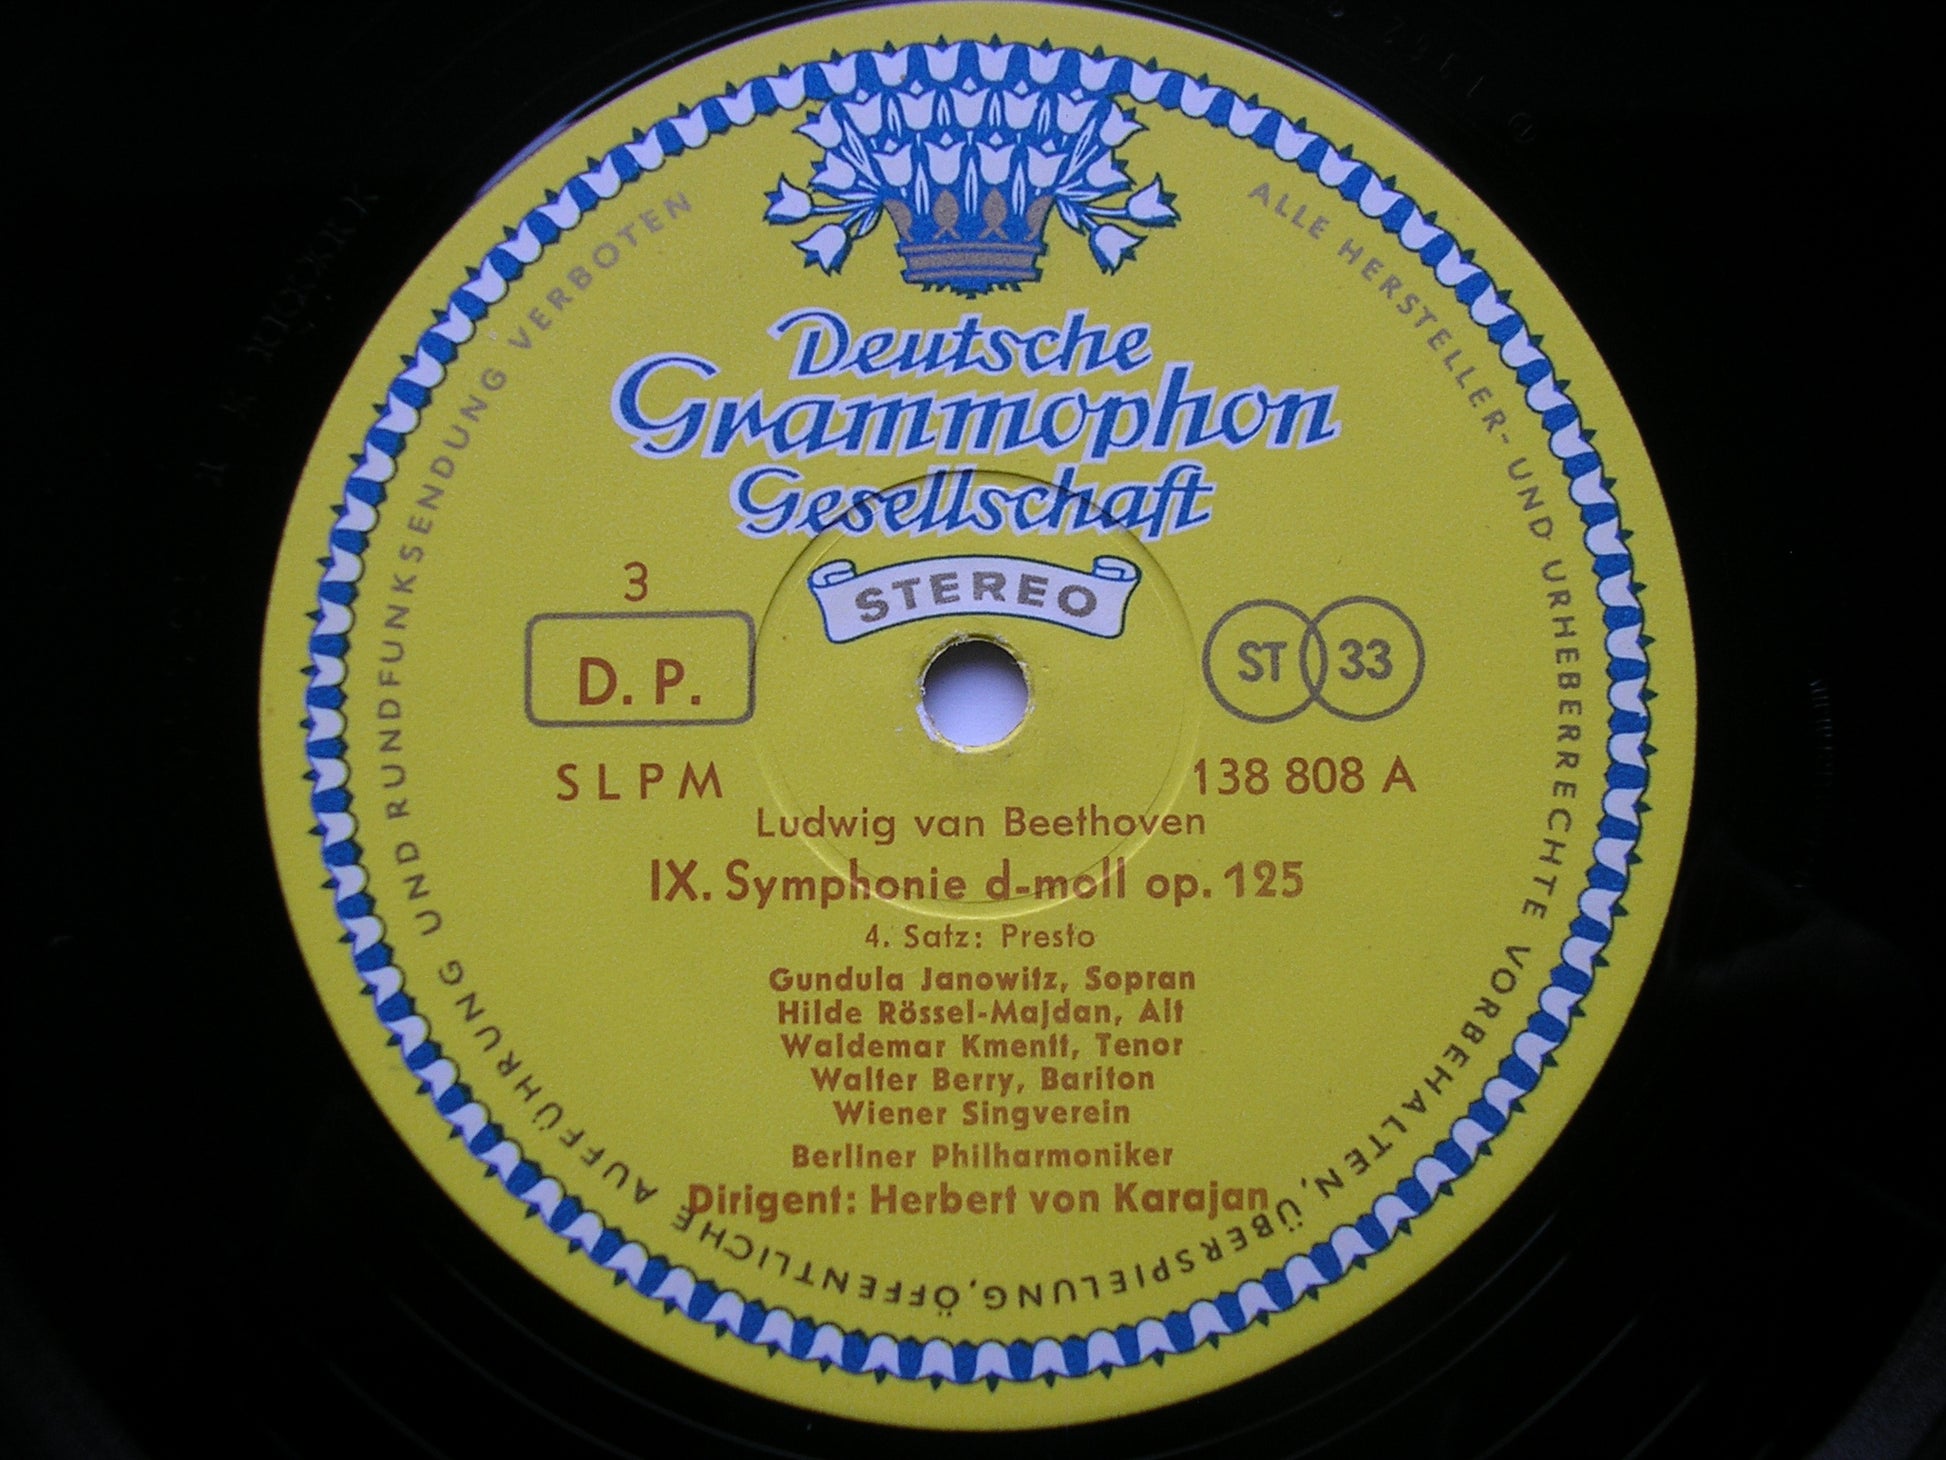 Deutsche
Grammophon
Gesellschaft
STEREO
3
D. P.
ST 33
SLPM
138 808 A
Ludwig van Beethoven
IX. Symphonie d-moll op. 125
4. Satz: Presto
Gundula Janowitz, Sopran
Hilde Rössel-Majdan, Alt
Waldemar Kmentt, Tenor
Walter Berry, Bariton
Wiener Singverein
Berliner Philharmoniker
Dirigent: Herbert von Karajan
ALLE HERSTELLER- UND URHEBERRECHTE VORBEHALTEN, ÜBERSPIELUNG, ÖFFENTLICHE AUFFÜHRUNG UND RUNDFUNKSENDUNG VERBOTEN